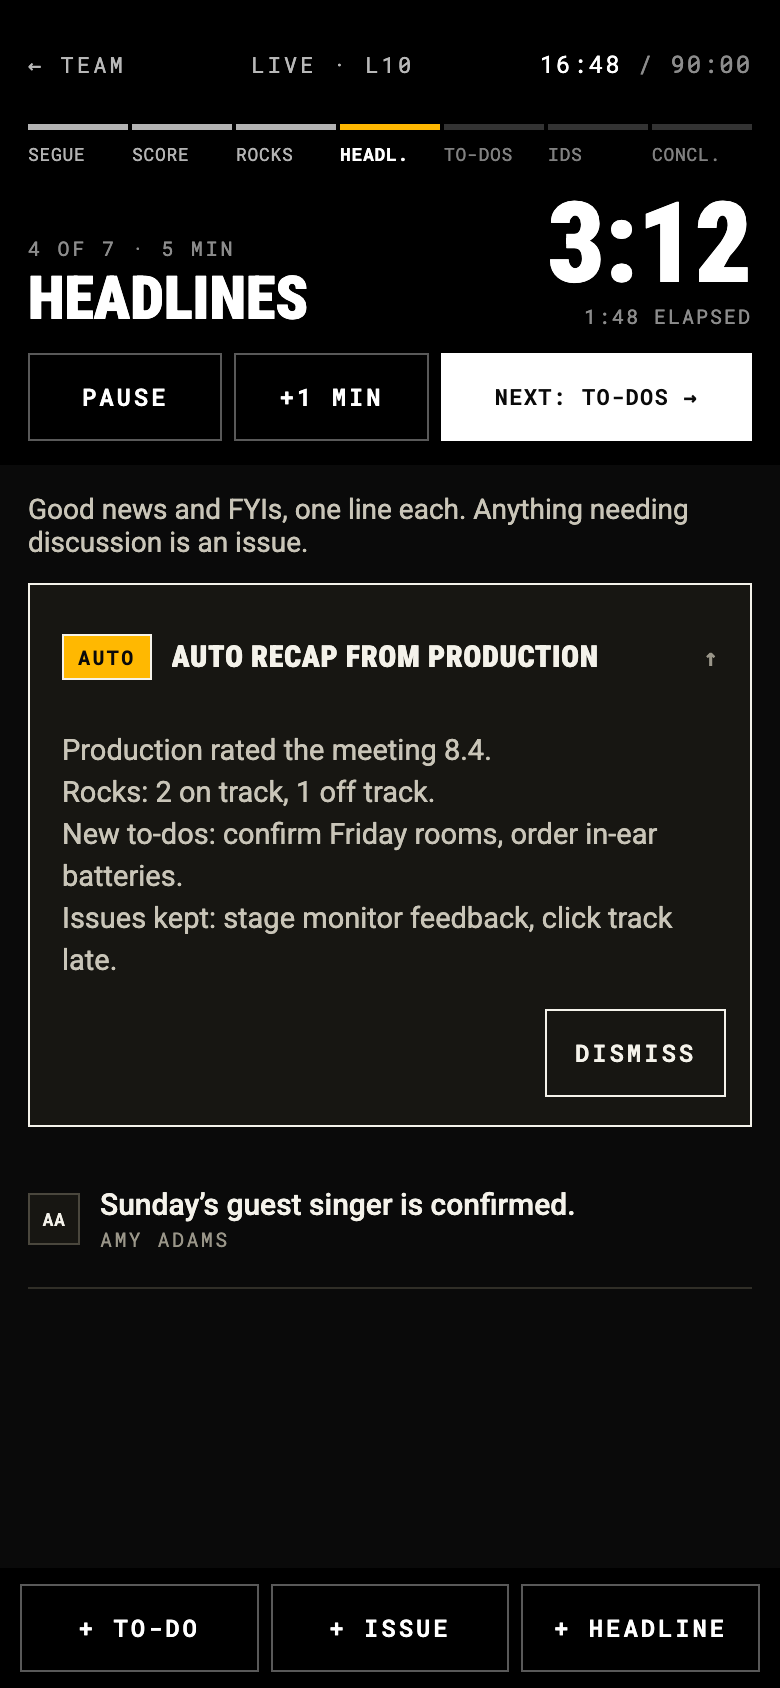 ← TEAM
LIVE · L10
16:48 / 90:00
SEGUE
SCORE
ROCKS
HEADL.
TO-DOS
IDS
CONCL.
4 OF 7 · 5 MIN
HEADLINES
3:12
1:48 ELAPSED
PAUSE
+1 MIN
NEXT: TO-DOS →
Good news and FYIs, one line each. Anything needing
discussion is an issue.
AUTO
AUTO RECAP FROM PRODUCTION
↑
Production rated the meeting 8.4.
Rocks: 2 on track, 1 off track.
New to-dos: confirm Friday rooms, order in-ear
batteries.
Issues kept: stage monitor feedback, click track
late.
DISMISS
AA
Sunday’s guest singer is confirmed.
AMY ADAMS
+ TO-DO
+ ISSUE
+ HEADLINE